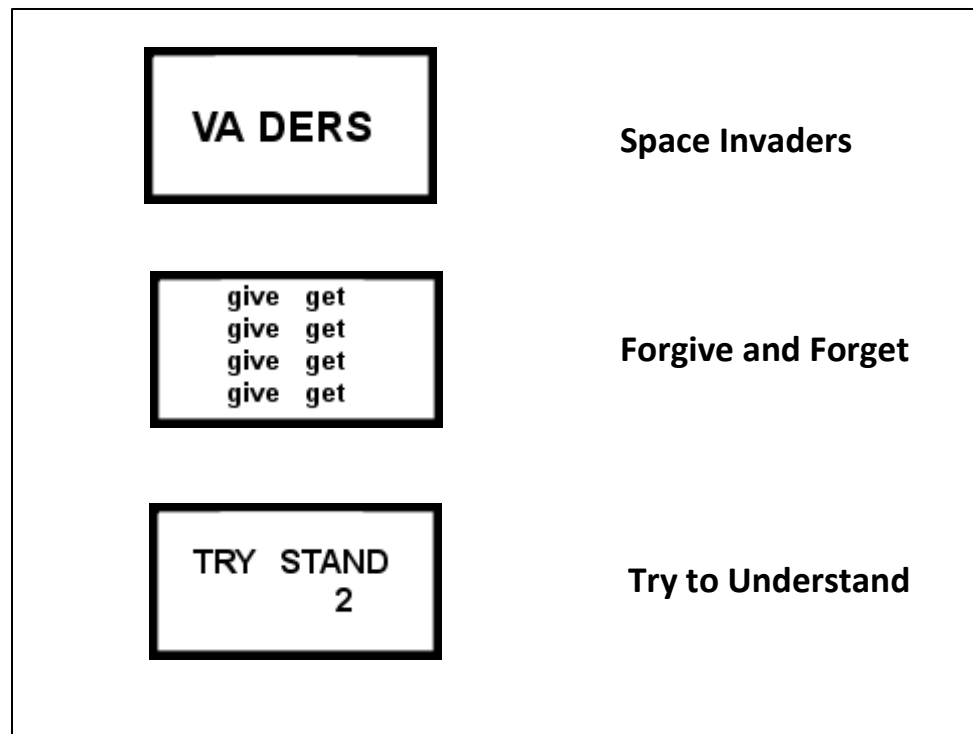 VA DERS
Space Invaders
give get
give get
give get
give get
Forgive and Forget
TRY STAND
2
Try to Understand